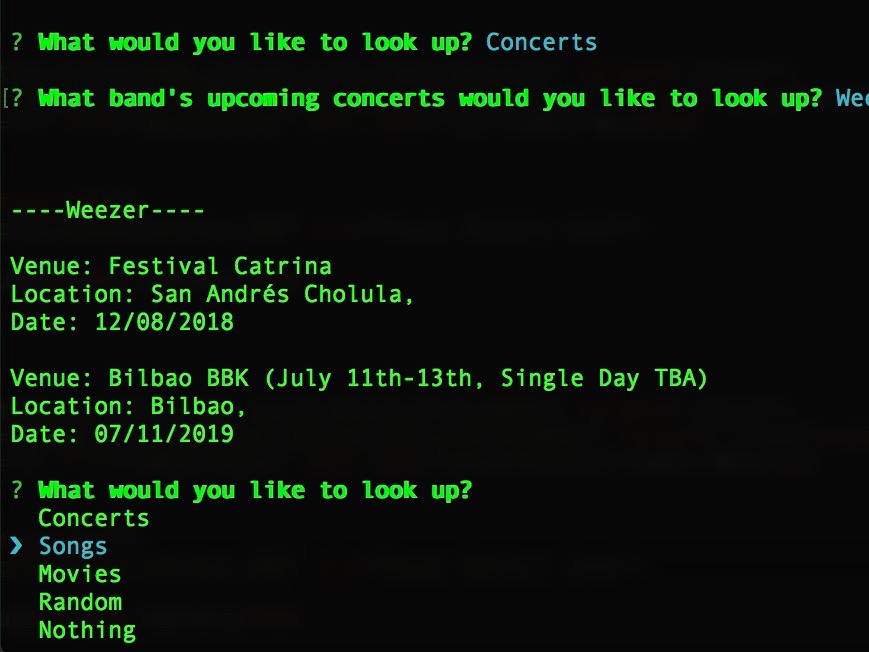 ? What would you like to look up? Concerts
[? What band's upcoming concerts would you like to look up? Wee
----Weezer----
Venue: Festival Catrina
Location: San Andrés Cholula,
Date: 12/08/2018
Venue: Bilbao BBK (July 11th-13th, Single Day TBA)
Location: Bilbao,
Date: 07/11/2019
? What would you like to look up?
Concerts
❯ Songs
Movies
Random
Nothing